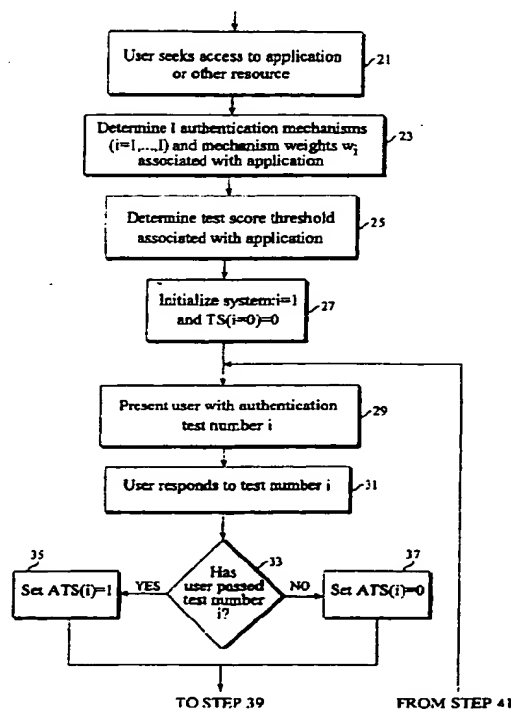 User seeks access to application
or other resource
21
Determine I authentication mechanisms
(i=1,...,I) and mechanism weights wi
associated with application
23
Determine test score threshold
associated with application
25
Initialize system:i=1
and TS(i=0)=0
27
Present user with authentication
test number i
29
User responds to test number i
31
33
Has
user passed
test number
i?
YES
NO
35
Set ATS(i)=1
37
Set ATS(i)=0
TO STEP 39
FROM STEP 41